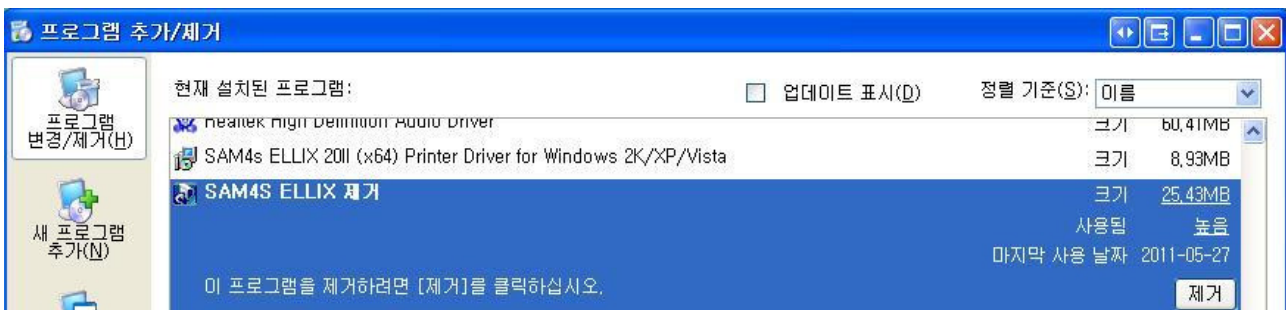 프로그램 추가/제거
프로그램
변경/제거(H)
새 프로그램
추가(N)
현재 설치된 프로그램:
업데이트 표시(D)
정렬 기준(S): 이름
Realtek High Definition Audio Driver 크기 60,41MB
SAM4s ELLIX 20II (x64) Printer Driver for Windows 2K/XP/Vista 크기 8,93MB
SAM4S ELLIX 제거 크기 25,43MB
사용됨 높음
마지막 사용 날짜 2011-05-27
이 프로그램을 제거하려면 [제거]를 클릭하십시오.
제거